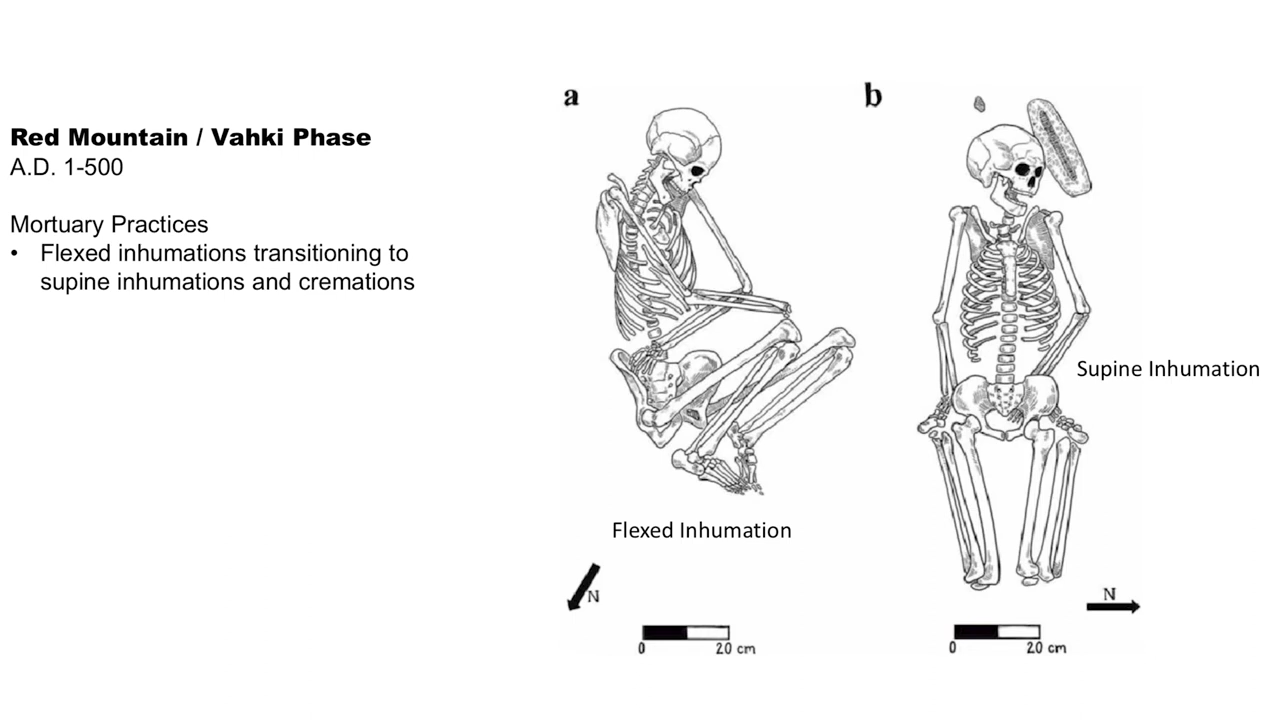 Red Mountain / Vahki Phase
A.D. 1-500
Mortuary Practices
• Flexed inhumations transitioning to
supine inhumations and cremations
a
b
Supine Inhumation
Flexed Inhumation
N
N
0 20 cm
0 20 cm